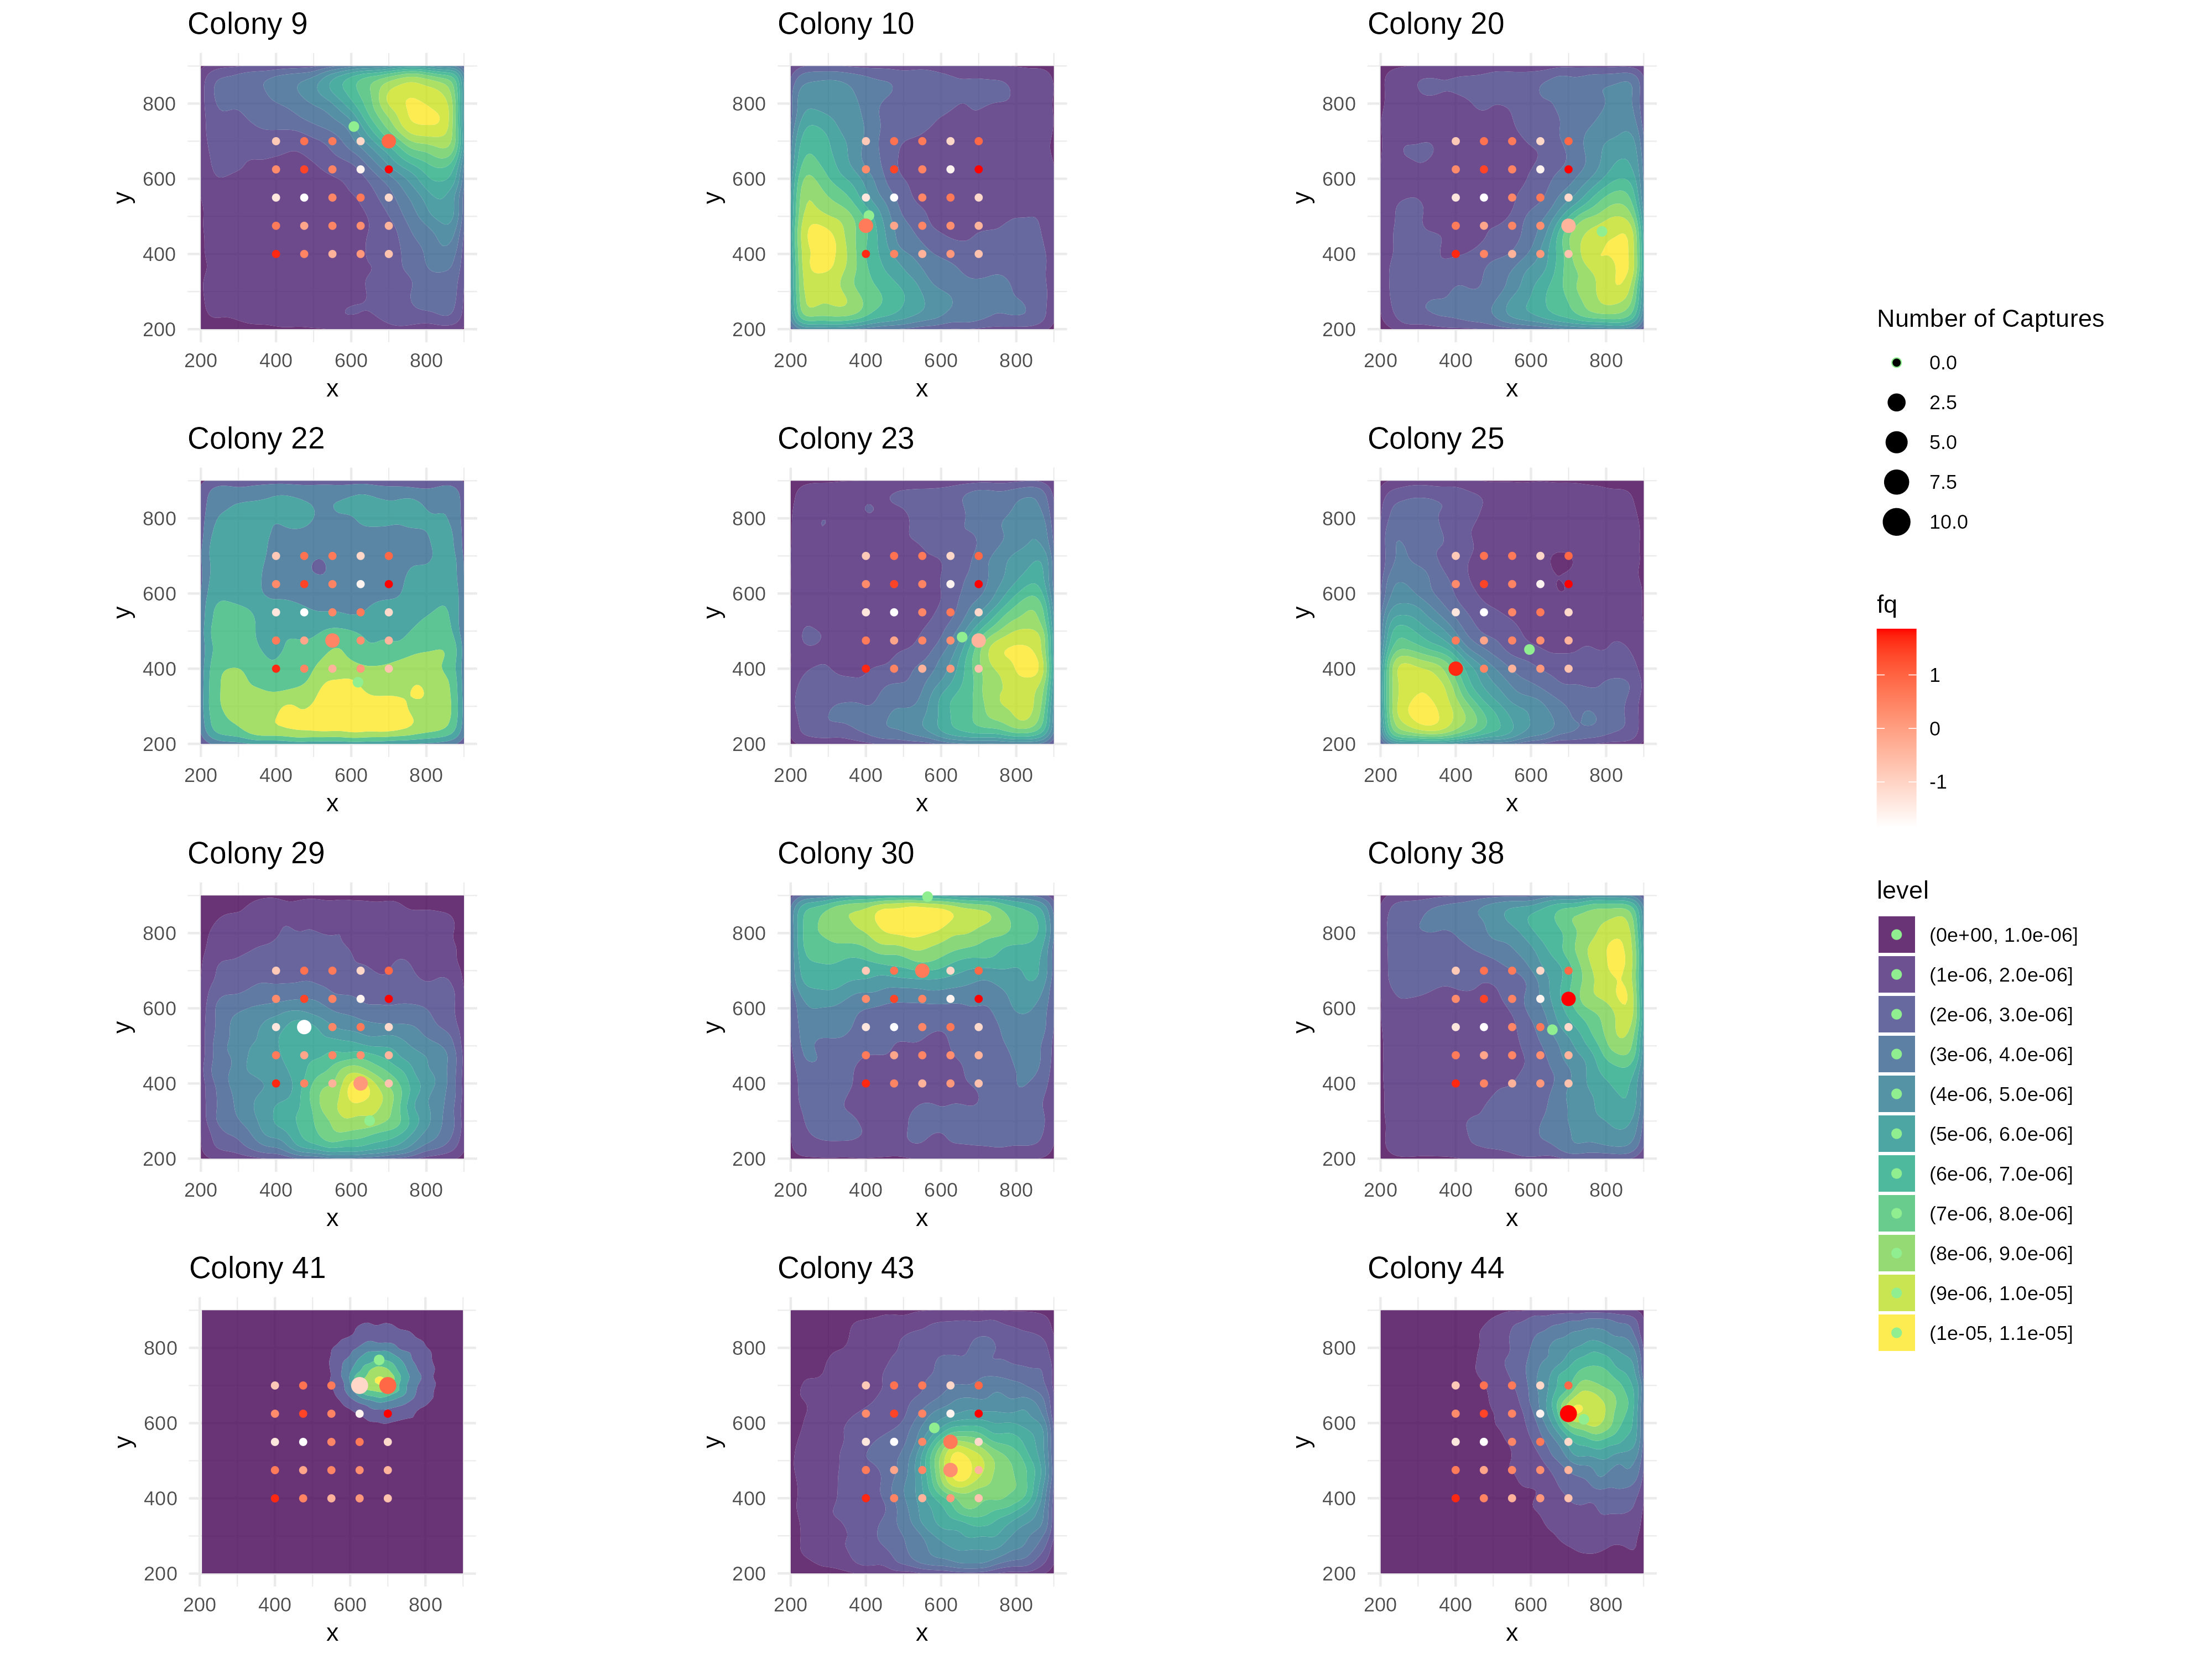 Colony 9
Colony 10
Colony 20
y
800
600
400
200
200 400 600 800
x
y
800
600
400
200
200 400 600 800
x
y
800
600
400
200
200 400 600 800
x
Colony 22
Colony 23
Colony 25
y
800
600
400
200
200 400 600 800
x
y
800
600
400
200
200 400 600 800
x
y
800
600
400
200
200 400 600 800
x
Colony 29
Colony 30
Colony 38
y
800
600
400
200
200 400 600 800
x
y
800
600
400
200
200 400 600 800
x
y
800
600
400
200
200 400 600 800
x
Colony 41
Colony 43
Colony 44
y
800
600
400
200
200 400 600 800
x
y
800
600
400
200
200 400 600 800
x
y
800
600
400
200
200 400 600 800
x
Number of Captures
0.0
2.5
5.0
7.5
10.0
fq
1
0
-1
level
(0e+00, 1.0e-06]
(1e-06, 2.0e-06]
(2e-06, 3.0e-06]
(3e-06, 4.0e-06]
(4e-06, 5.0e-06]
(5e-06, 6.0e-06]
(6e-06, 7.0e-06]
(7e-06, 8.0e-06]
(8e-06, 9.0e-06]
(9e-06, 1.0e-05]
(1e-05, 1.1e-05]